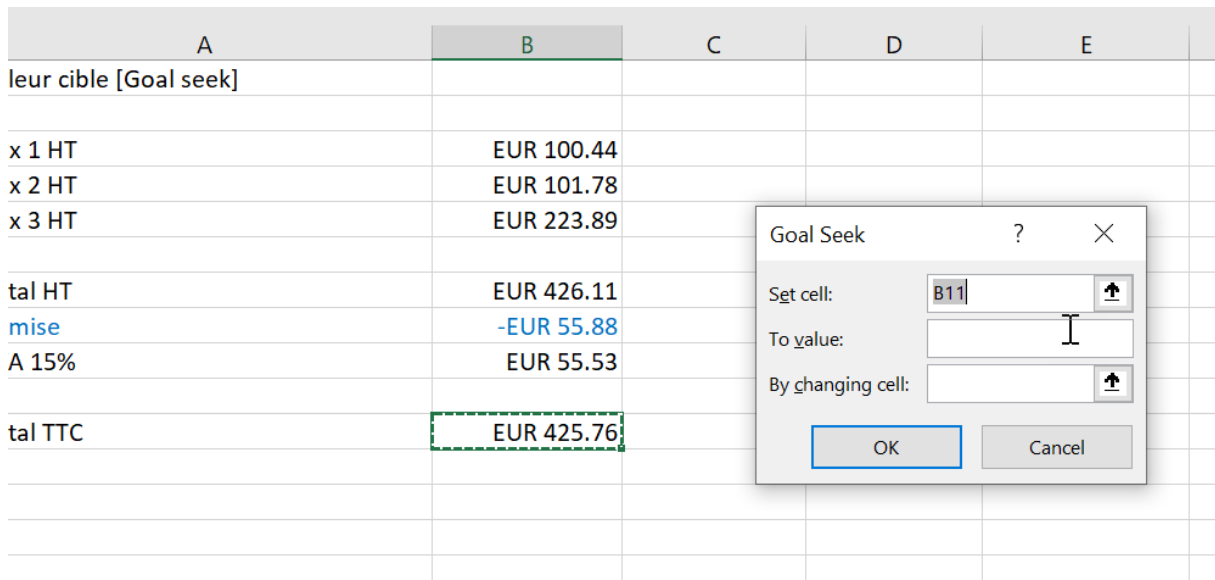 A B C D E
leur cible [Goal seek]
x 1 HT EUR 100.44
x 2 HT EUR 101.78
x 3 HT EUR 223.89
Goal Seek ? X
tal HT EUR 426.11
Set cell: B11
mise -EUR 55.88
To value:
A 15% EUR 55.53
By changing cell:
tal TTC EUR 425.76
OK Cancel